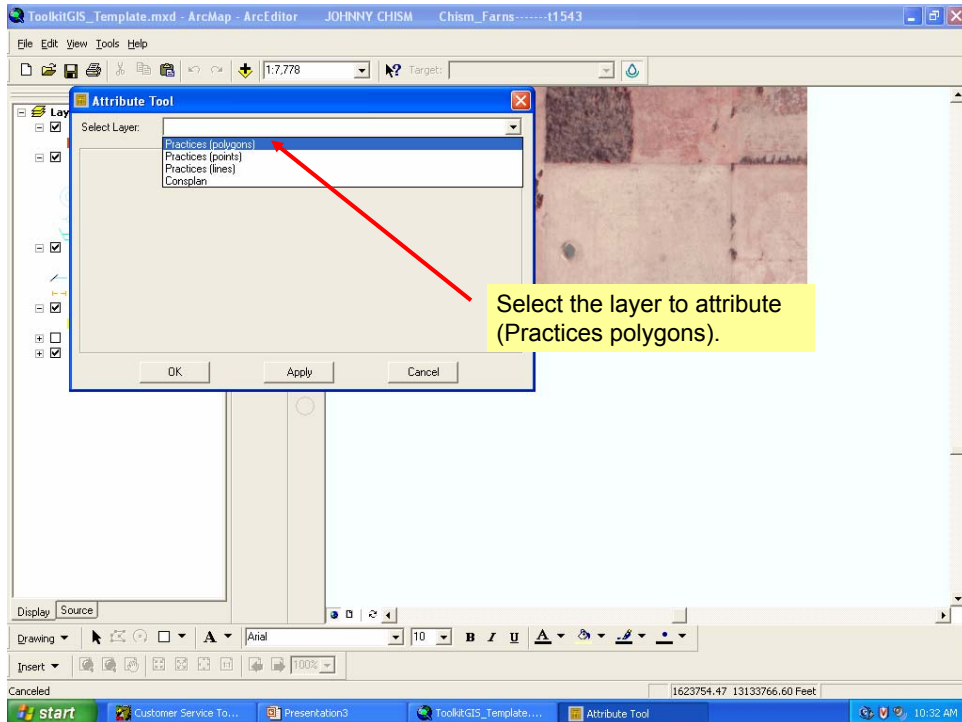 ToolkitGIS_Template.mxd - ArcMap - ArcEditor JOHNNY CHISM Chism_Farns-------t1543
File Edit View Tools Help
1:7,778 Target:
Attribute Tool
Lay
Select Layer:
Practices (polygons)
Practices (points)
Practices (lines)
Consplan
Select the layer to attribute
(Practices polygons).
OK Apply Cancel
Display Source
Drawing A Arial 10 B I U A
Insert 100%
Canceled 1623754.47 13133766.60 Feet
start Customer Service To... Presentation3 ToolkitGIS_Template.... Attribute Tool 10:32 AM